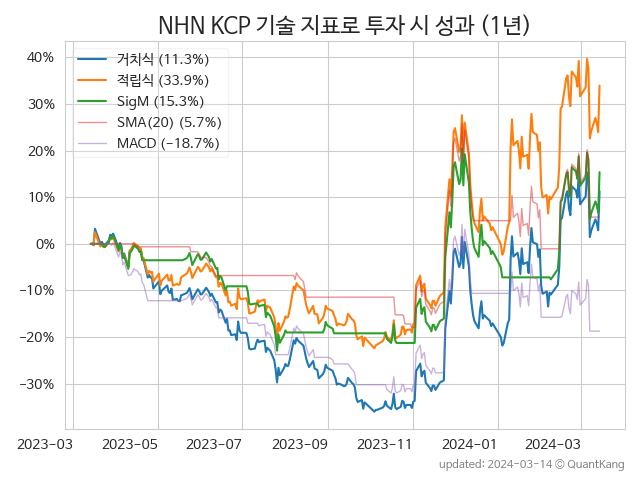 NHN KCP 기술 지표로 투자 시 성과 (1년)
거치식 (11.3%)
적립식 (33.9%)
SigM (15.3%)
SMA(20) (5.7%)
MACD (−18.7%)
40%
30%
20%
10%
0%
−10%
−20%
−30%
2023-03 2023-05 2023-07 2023-09 2023-11 2024-01 2024-03
updated: 2024-03-14 @ QuantKang